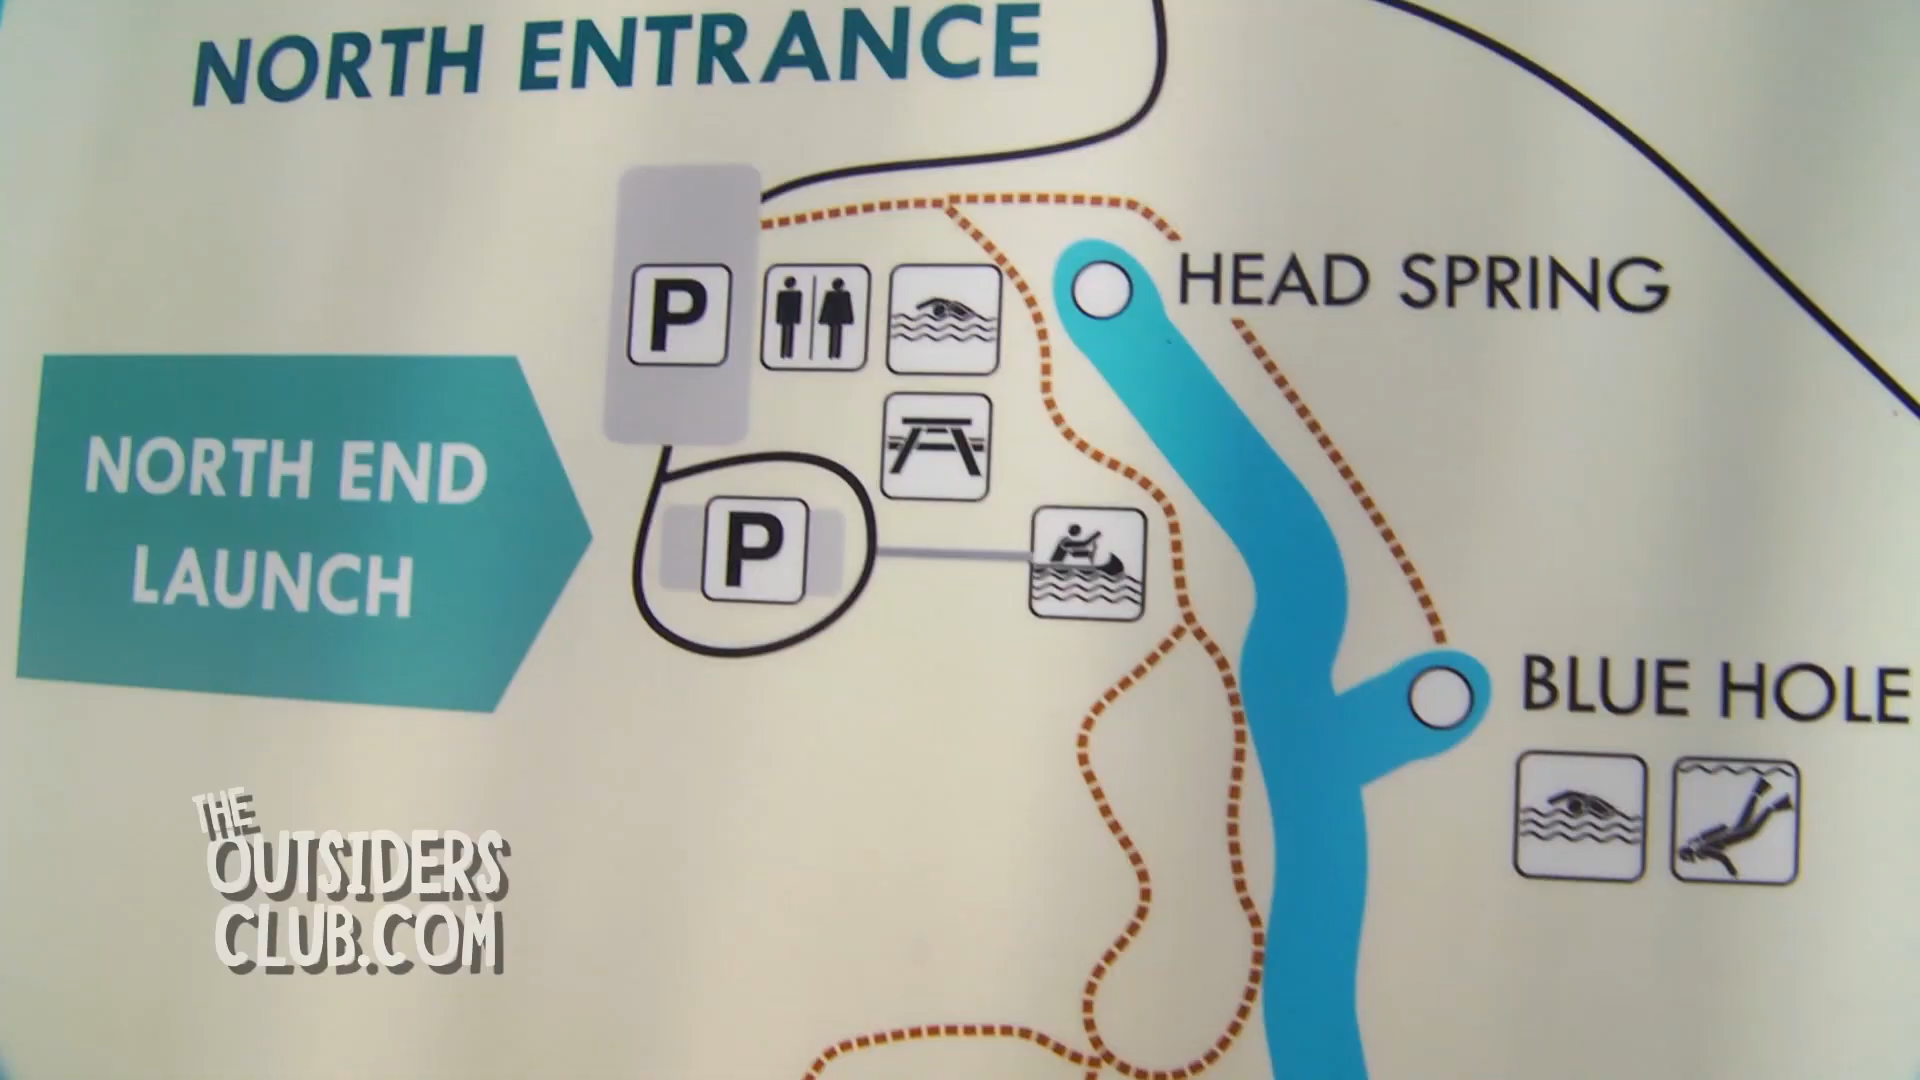 NORTH ENTRANCE
HEAD SPRING
P
NORTH END
LAUNCH
P
BLUE HOLE
THE
OUTSIDERS
CLUB.COM